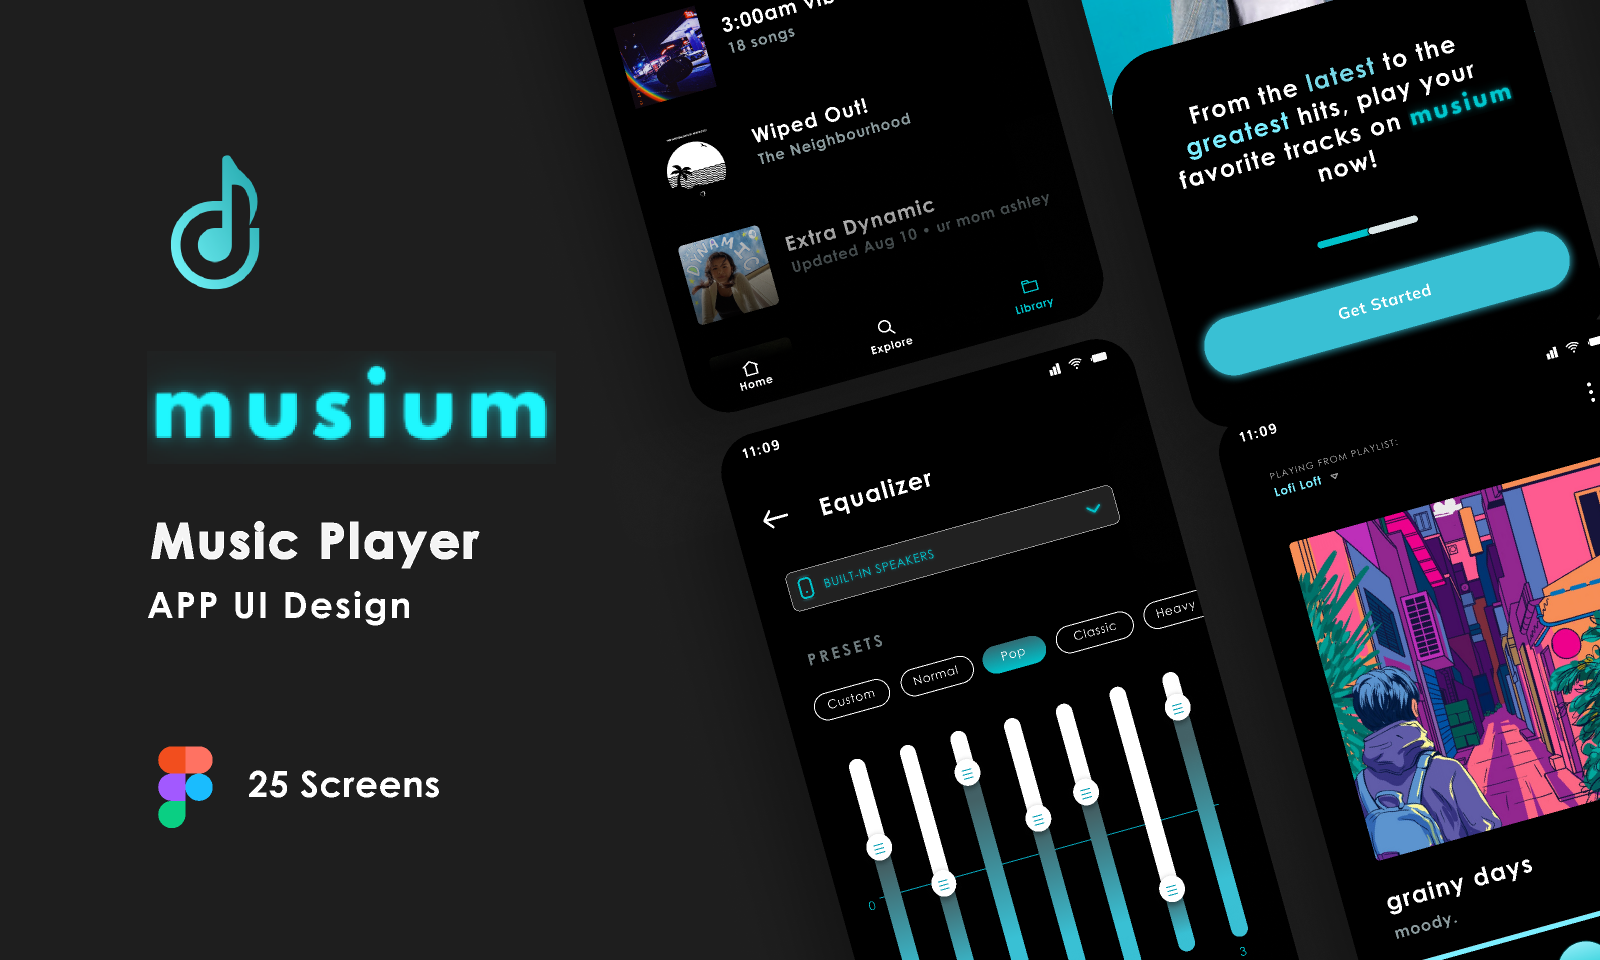 musium
Music Player
APP UI Design
25 Screens
3:00am
18 songs
Wiped Out!
The Neighbourhood
DYNAMIC
Extra Dynamic
Updated Aug 10 • ur mom ashley
Home
Explore
Library
From the latest to the
greatest hits, play your
favorite tracks on musium
now!
Get Started
11:09
Equalizer
BUILT-IN SPEAKERS
PRESETS
Custom
Normal
Pop
Classic
Heavy
0
3
11:09
PLAYING FROM PLAYLIST:
Lofi Loft
grainy days
moody.